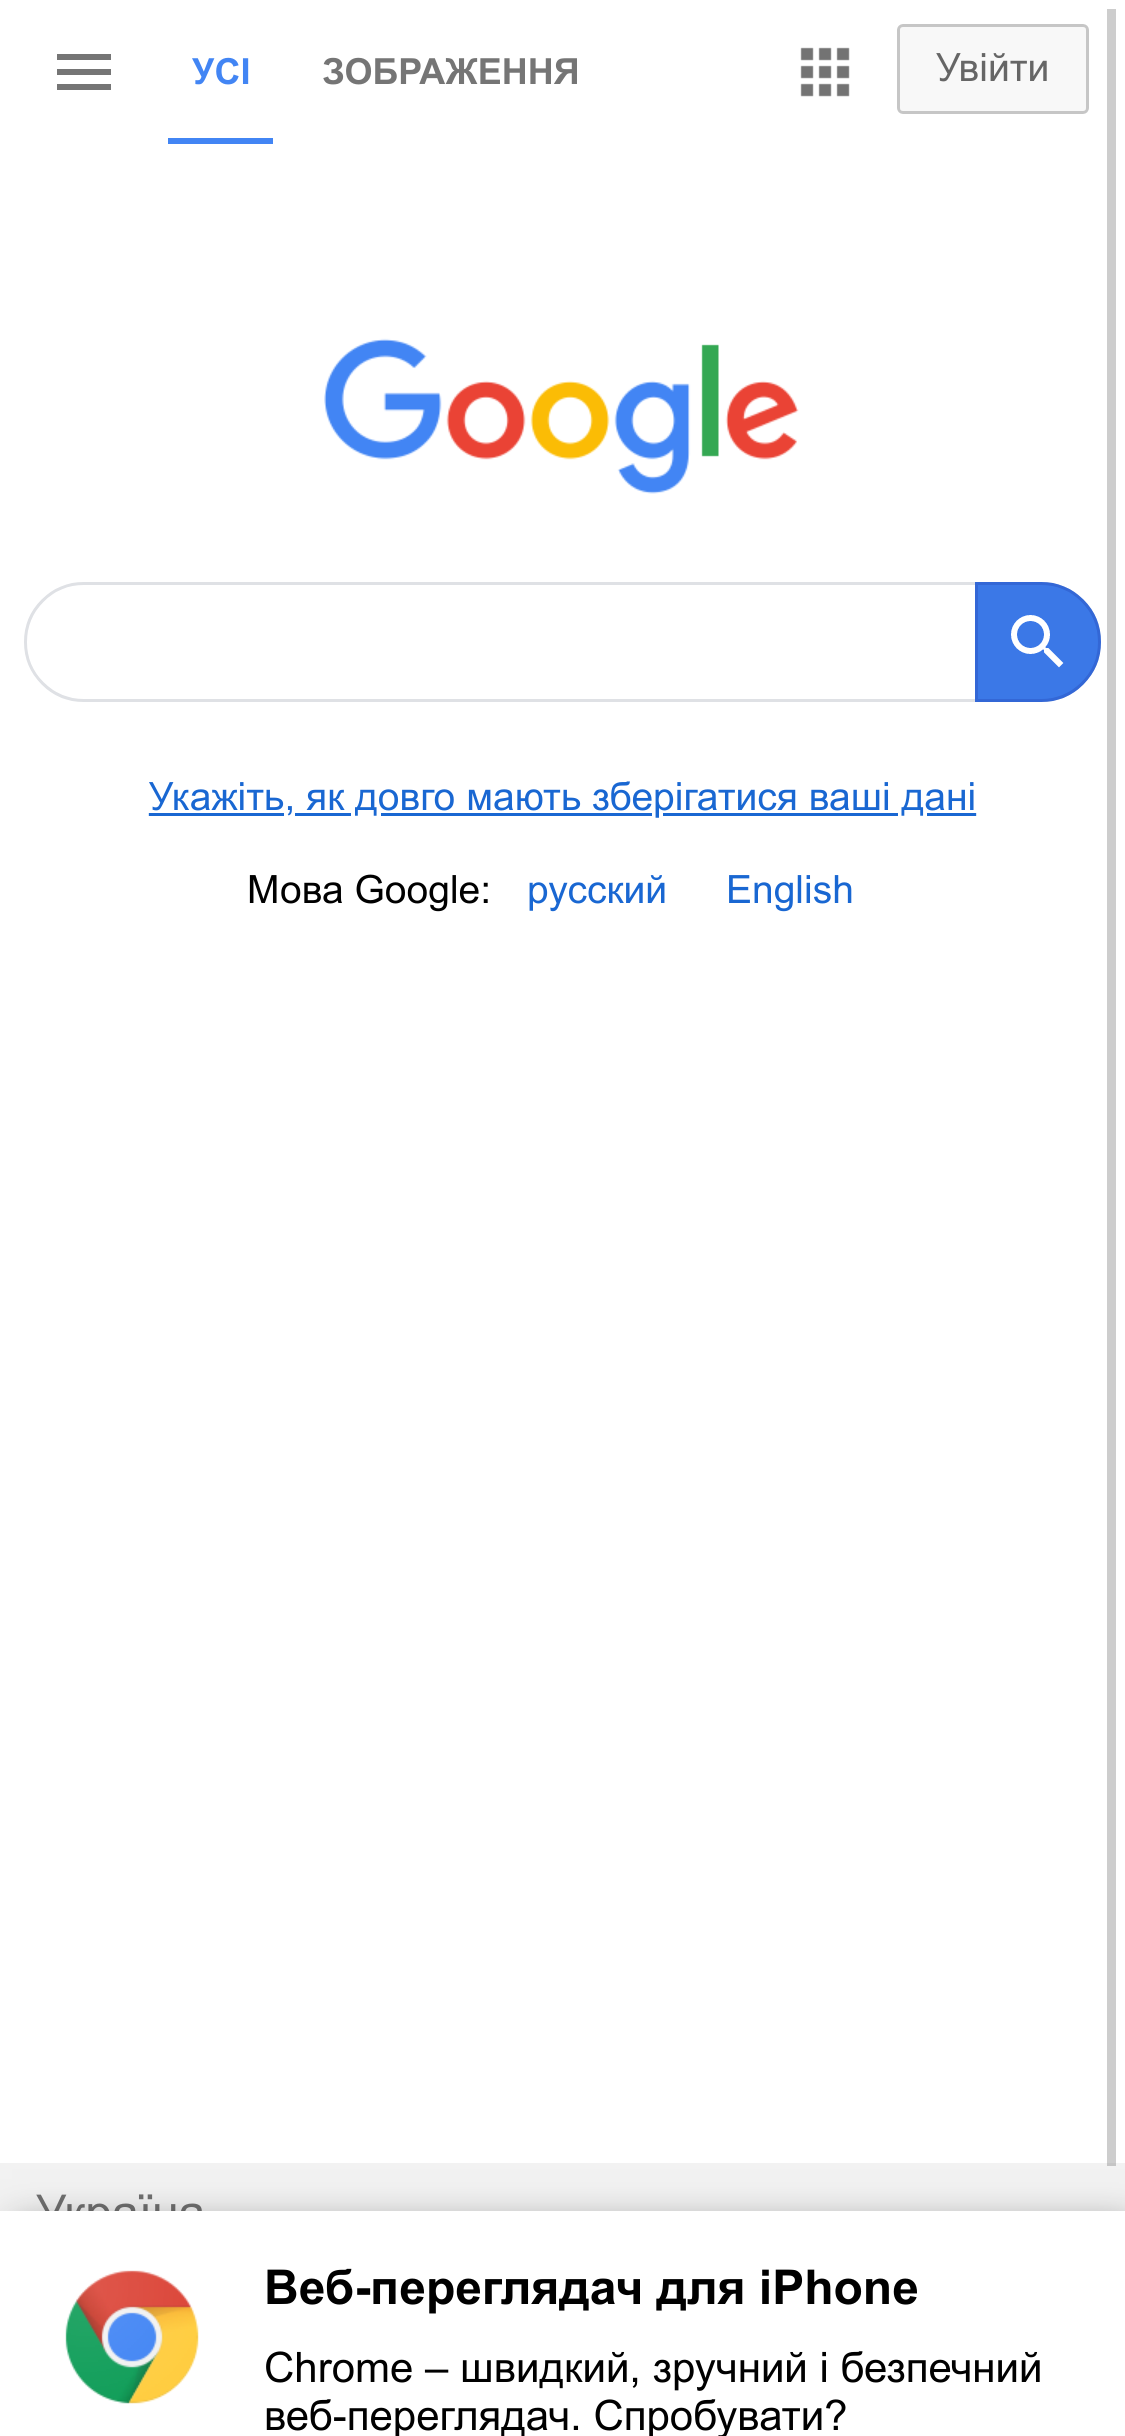 УСІ ЗОБРАЖЕННЯ Увійти
Google
Укажіть, як довго мають зберігатися ваші дані
Мова Google: русский English
Україна
Веб-переглядач для iPhone
Chrome – швидкий, зручний і безпечний
веб-переглядач. Спробувати?